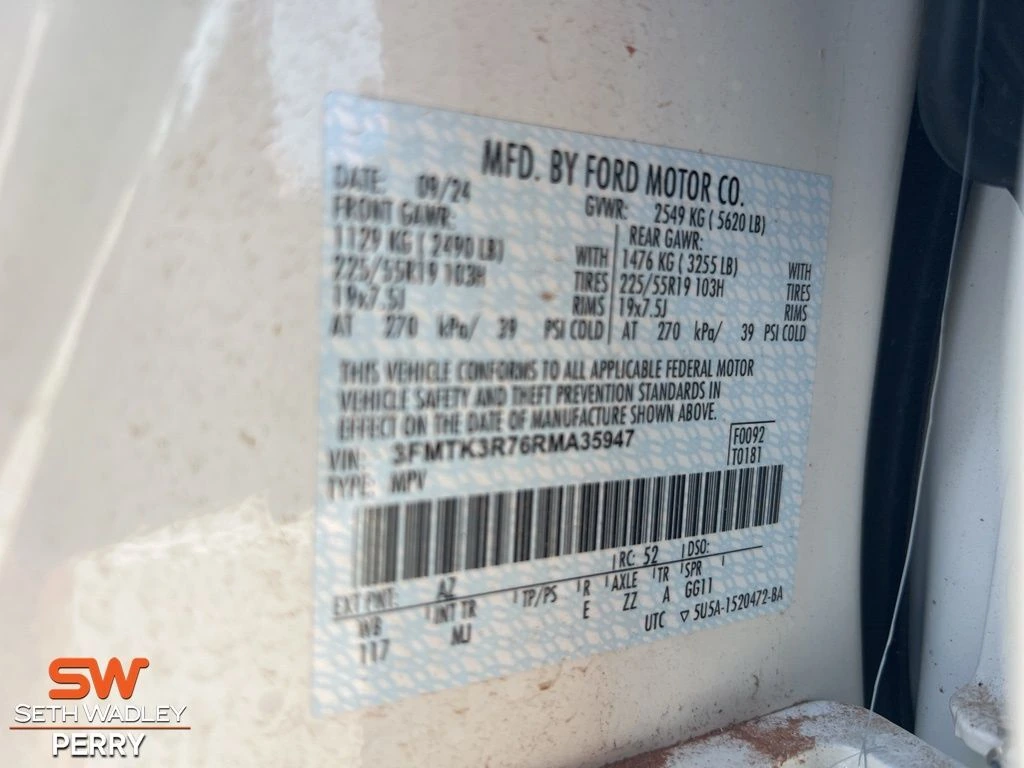 MFD. BY FORD MOTOR CO.
DATE: 09/24 GVWR: 2549 KG ( 5620 LB)
FRONT GAWR: REAR GAWR:
1129 KG ( 2490 LB) WITH 1476 KG ( 3255 LB) WITH
225/55R19 103H TIRES 225/55R19 103H TIRES
19x7.5J RIMS 19x7.5J RIMS
AT 270 kPa/ 39 PSI COLD AT 270 kPa/ 39 PSI COLD
THIS VEHICLE CONFORMS TO ALL APPLICABLE FEDERAL MOTOR
VEHICLE SAFETY AND THEFT PREVENTION STANDARDS IN
EFFECT ON THE DATE OF MANUFACTURE SHOWN ABOVE.
VIN: 3FMTK3R76RMA35947 F0092
TYPE: MPV T0181
EXT PNT: AZ RC: 52 DSO:
WB INT TR TP/PS R AXLE TR SPR
117 MJ E ZZ A GG11
UTC ▽ 5U5A-1520472-BA
SW
SETH WADLEY
PERRY